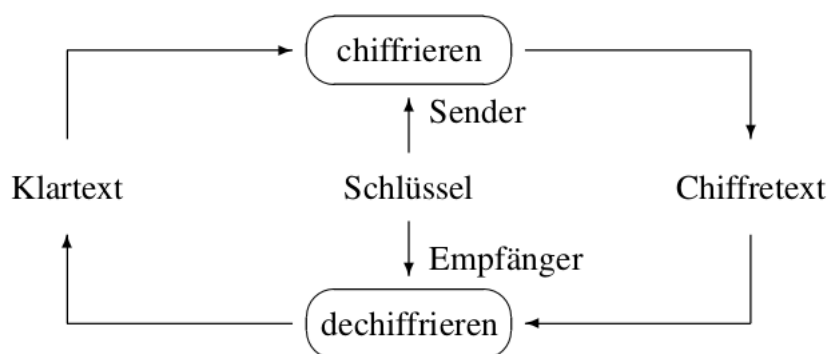 chiffrieren
Sender
Klartext Schlüssel Chiffretext
Empfänger
dechiffrieren